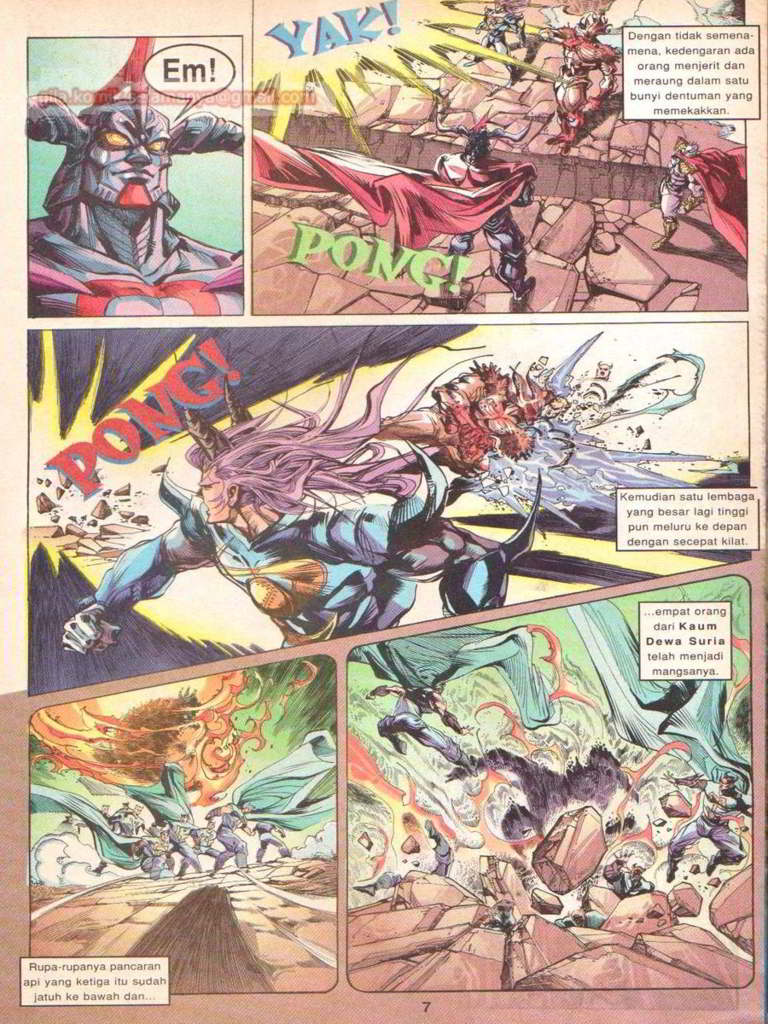 Em!
YAK!
Dengan tidak semena-
mena, kedengaran ada
orang menjerit dan
meraung dalam satu
bunyi dentuman yang
memekakkan.
PONG!
PONG!
Kemudian satu lembaga
yang besar lagi tinggi
pun meluru ke depan
dengan secepat kilat.
Rupa-rupanya pancaran
api yang ketiga itu sudah
jatuh ke bawah dan...
...empat orang
dari Kaum
Dewa Suria
telah menjadi
mangsanya.
7